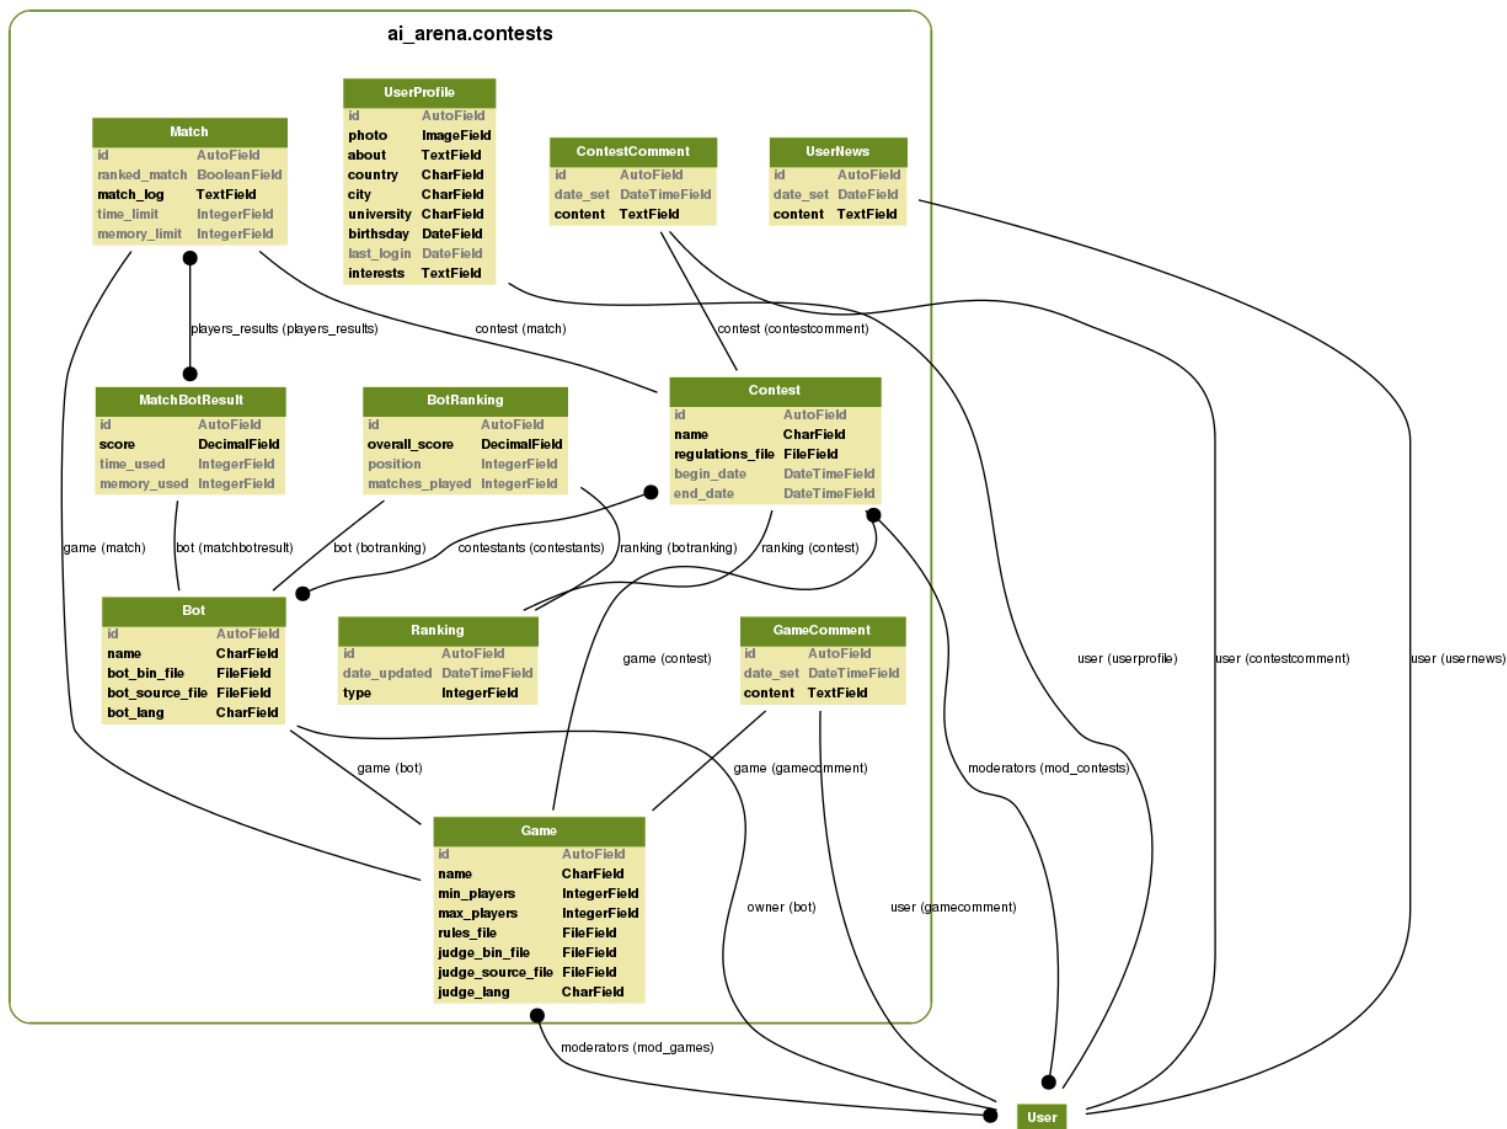 ai_arena.contests
UserProfile
id AutoField
photo ImageField
about TextField
country CharField
city CharField
university CharField
birthsday DateField
last_login DateField
interests TextField
Match
id AutoField
ranked_match BooleanField
match_log TextField
time_limit IntegerField
memory_limit IntegerField
ContestComment
id AutoField
date_set DateTimeField
content TextField
UserNews
id AutoField
date_set DateField
content TextField
players_results (players_results)
contest (match)
contest (contestcomment)
MatchBotResult
id AutoField
score DecimalField
time_used IntegerField
memory_used IntegerField
BotRanking
id AutoField
overall_score DecimalField
position IntegerField
matches_played IntegerField
Contest
id AutoField
name CharField
regulations_file FileField
begin_date DateTimeField
end_date DateTimeField
game (match)
bot (matchbotresult)
bot (botranking)
contestants (contestants)
ranking (botranking)
ranking (contest)
Bot
id AutoField
name CharField
bot_bin_file FileField
bot_source_file FileField
bot_lang CharField
Ranking
id AutoField
date_updated DateTimeField
type IntegerField
game (contest)
GameComment
id AutoField
date_set DateTimeField
content TextField
user (userprofile)
user (contestcomment)
user (usernews)
game (bot)
game (gamecomment)
moderators (mod_contests)
Game
id AutoField
name CharField
min_players IntegerField
max_players IntegerField
rules_file FileField
judge_bin_file FileField
judge_source_file FileField
judge_lang CharField
owner (bot)
user (gamecomment)
moderators (mod_games)
User